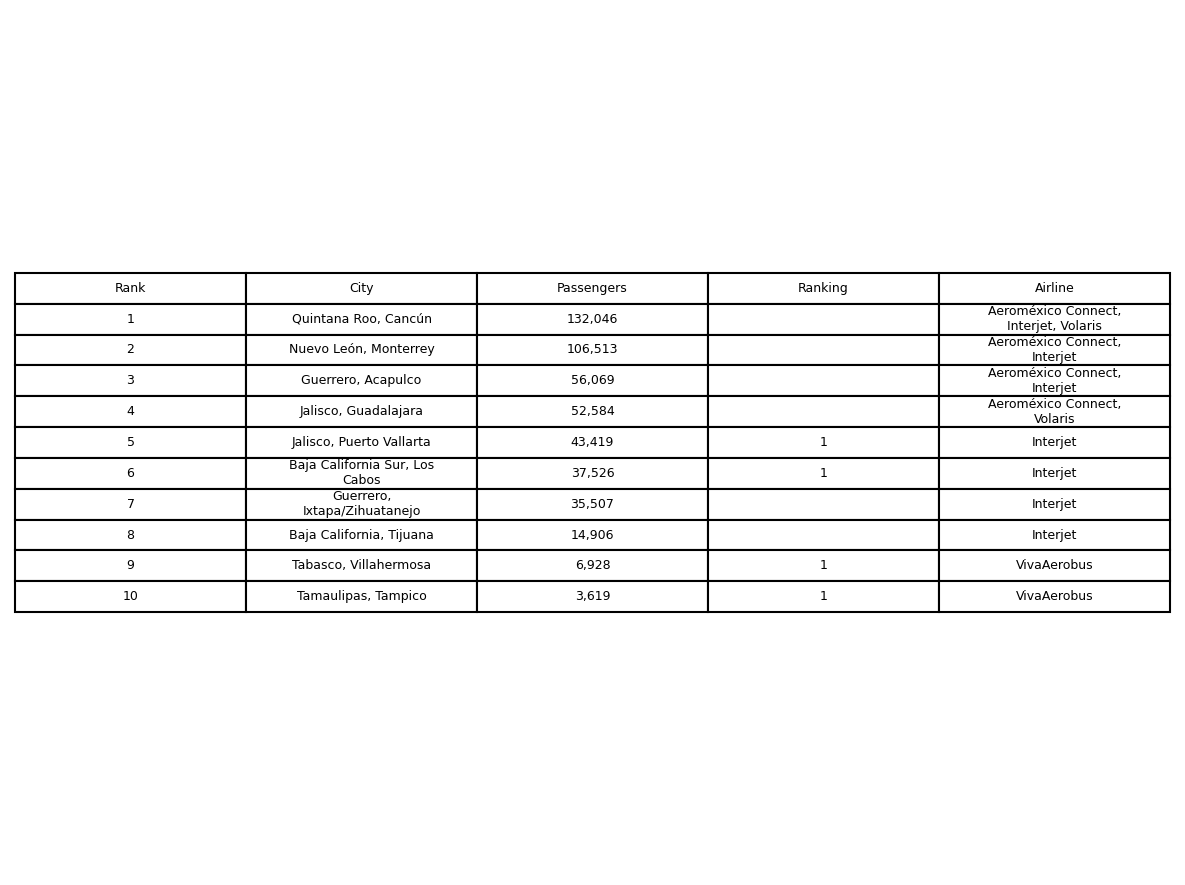 Rank City Passengers Ranking Airline
1 Quintana Roo, Cancún 132,046 Aeroméxico Connect,
Interjet, Volaris
2 Nuevo León, Monterrey 106,513 Aeroméxico Connect,
Interjet
3 Guerrero, Acapulco 56,069 Aeroméxico Connect,
Interjet
4 Jalisco, Guadalajara 52,584 Aeroméxico Connect,
Volaris
5 Jalisco, Puerto Vallarta 43,419 1 Interjet
6 Baja California Sur, Los
Cabos 37,526 1 Interjet
7 Guerrero,
Ixtapa/Zihuatanejo 35,507 Interjet
8 Baja California, Tijuana 14,906 Interjet
9 Tabasco, Villahermosa 6,928 1 VivaAerobus
10 Tamaulipas, Tampico 3,619 1 VivaAerobus